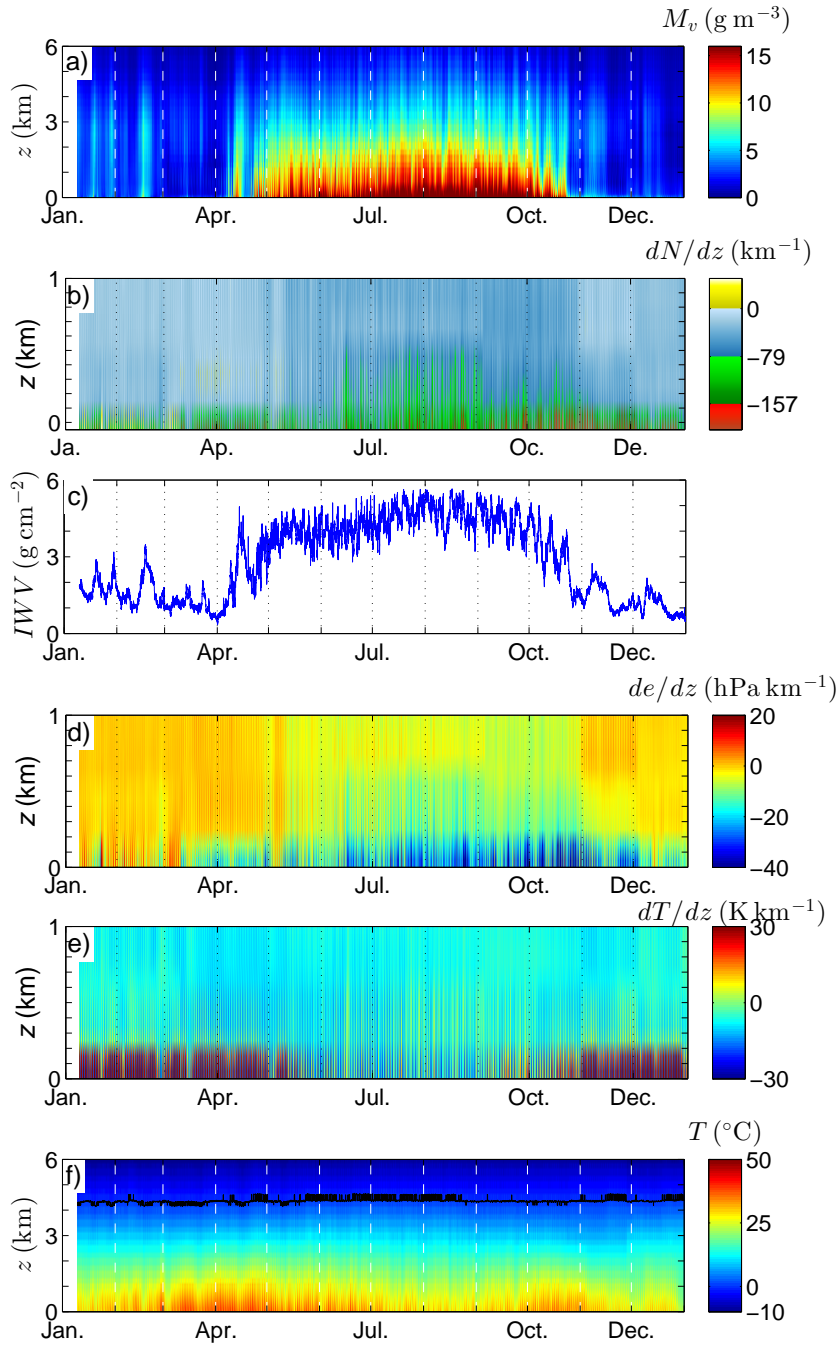 M_v (g m⁻³)
a)
z (km)
6
3
0
15
10
5
0
Jan. Apr. Jul. Oct. Dec.
dN/dz (km⁻¹)
b)
z (km)
1
0
0
−79
−157
Ja. Apr. Jul. Oc. De.
c)
IWV (g cm⁻²)
6
3
0
Jan. Apr. Jul. Oct. Dec.
de/dz (hPa km⁻¹)
d)
z (km)
1
0
20
0
−20
−40
Jan. Apr. Jul. Oct. Dec.
dT/dz (K km⁻¹)
e)
z (km)
1
0
30
0
−30
Jan. Apr. Jul. Oct. Dec.
T (°C)
f)
z (km)
6
3
0
50
25
0
−10
Jan. Apr. Jul. Oct. Dec.